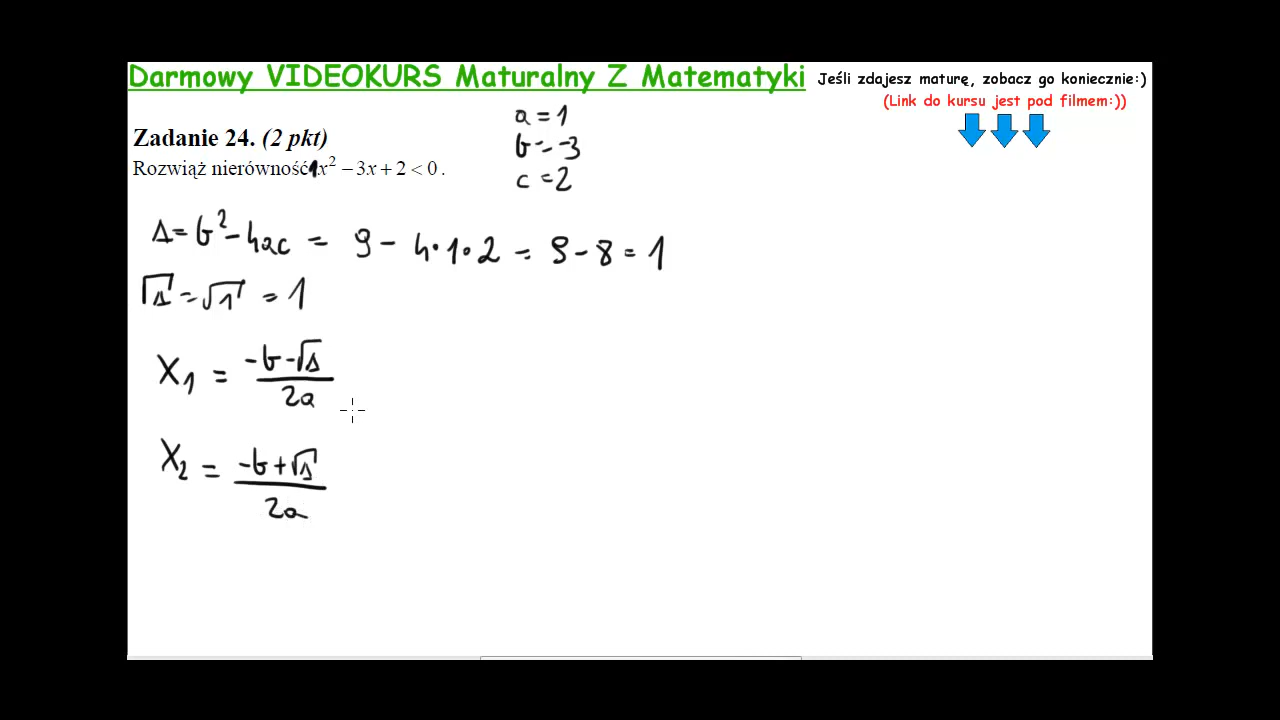 Darmowy VIDEOKURS Maturalny Z Matematyki
Jeśli zdajesz maturę, zobacz go koniecznie:)
(Link do kursu jest pod filmem:))
Zadanie 24. (2 pkt)
Rozwiąż nierówność 1x² − 3x + 2 < 0 .
a = 1
b = -3
c = 2
Δ = b² - 4ac = 9 - 4·1·2 = 9 - 8 = 1
√Δ = √1 = 1
X₁ = (-b-√Δ)/(2a)
X₂ = (-b+√Δ)/(2a)